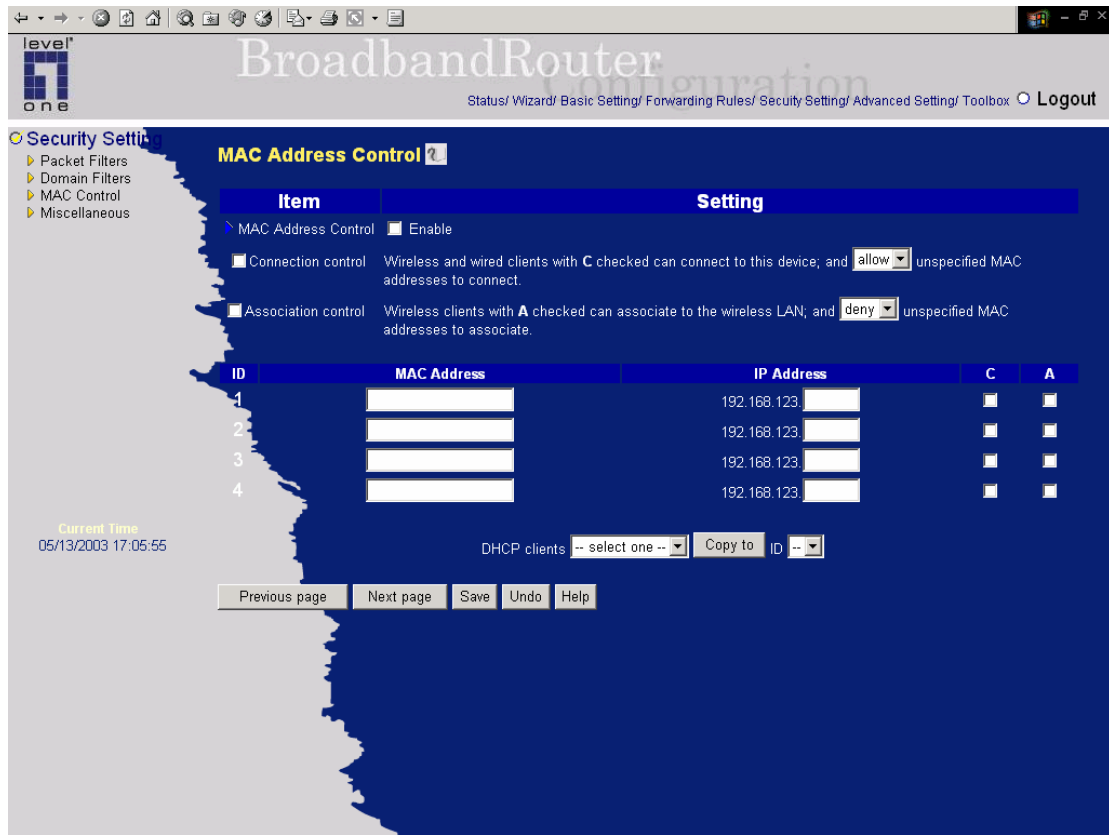 level
one
BroadbandRouter
Configuration
Status/ Wizard/ Basic Setting/ Forwarding Rules/ Secuity Setting/ Advanced Setting/ Toolbox Logout
Security Setting
Packet Filters
Domain Filters
MAC Control
Miscellaneous
Current Time
05/13/2003 17:05:55
MAC Address Control
Item Setting
MAC Address Control Enable
Connection control Wireless and wired clients with C checked can connect to this device; and allow unspecified MAC
addresses to connect.
Association control Wireless clients with A checked can associate to the wireless LAN; and deny unspecified MAC
addresses to associate.
ID MAC Address IP Address C A
1 192.168.123.
2 192.168.123.
3 192.168.123.
4 192.168.123.
DHCP clients -- select one -- Copy to ID --
Previous page Next page Save Undo Help